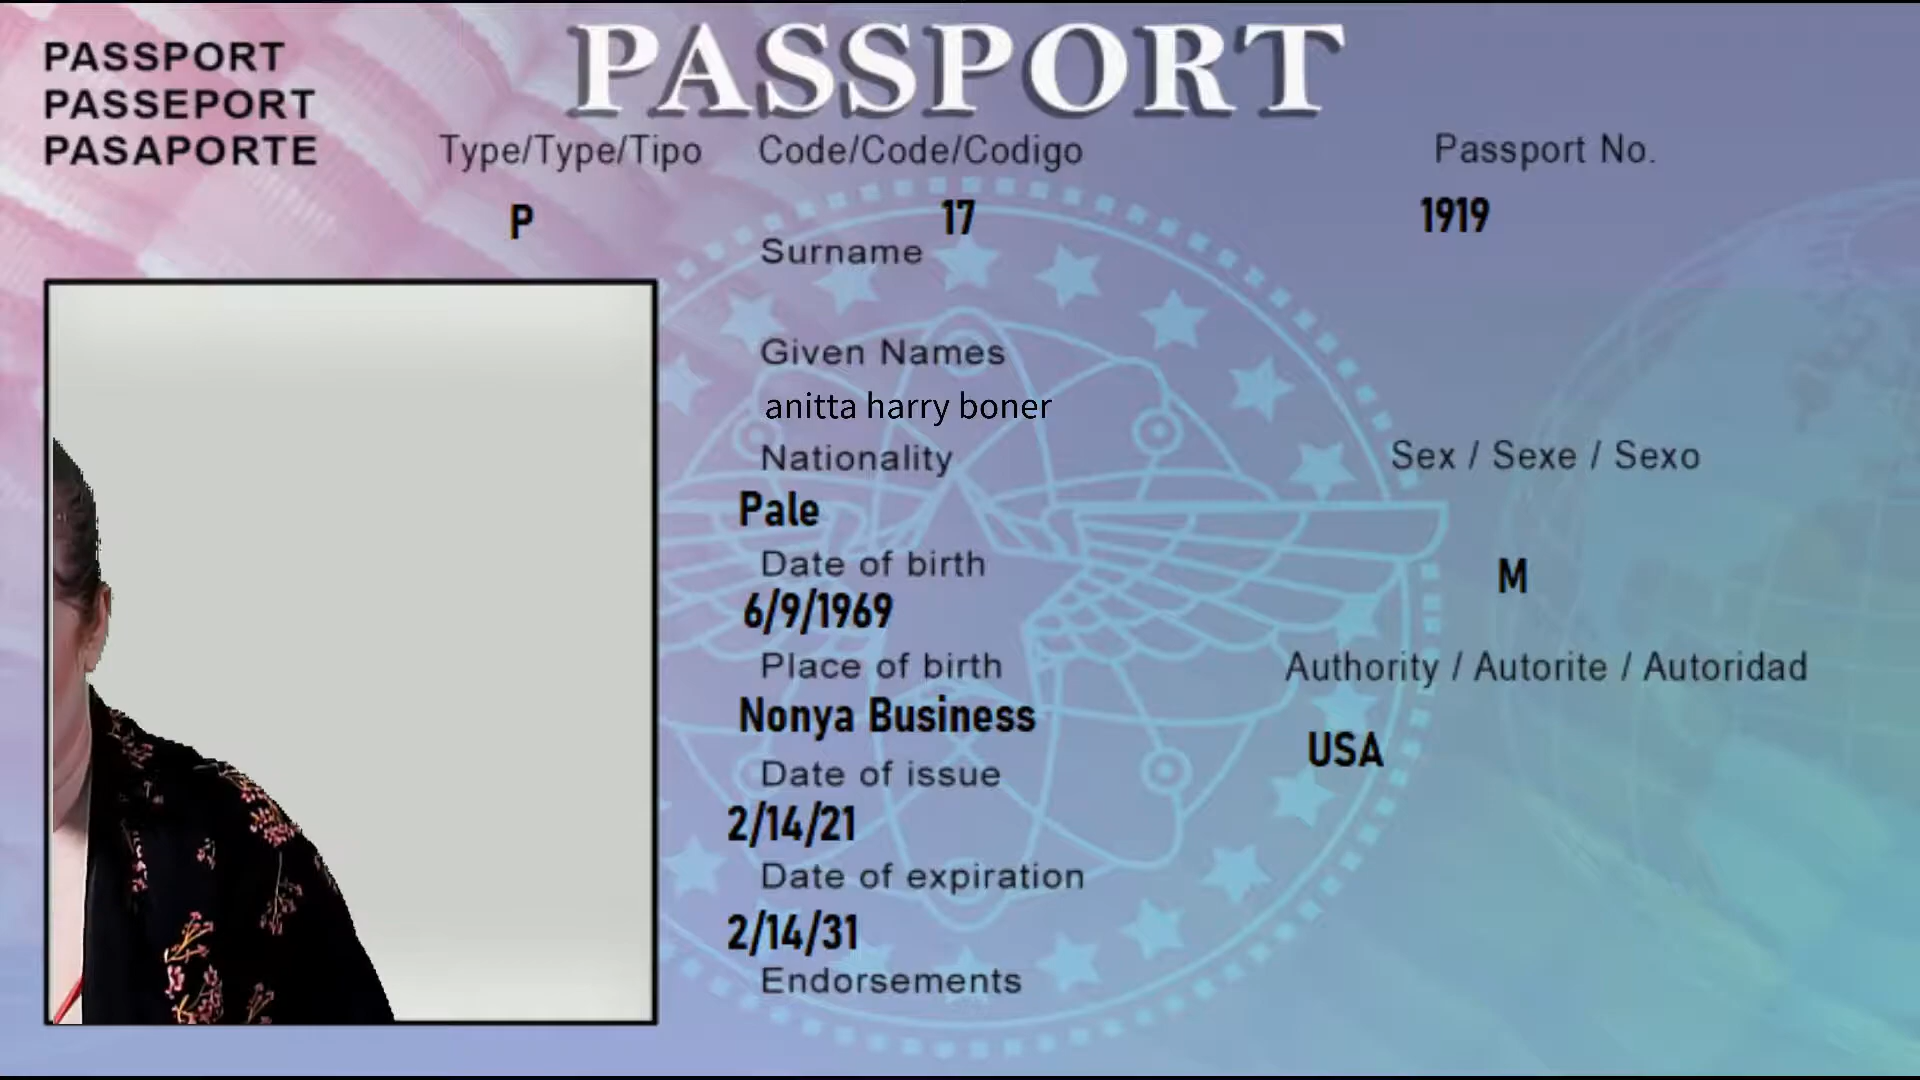 PASSPORT
PASSPORT
PASSEPORT
PASAPORTE
Type/Type/Tipo
Code/Code/Codigo
Passport No.
P
17
1919
Surname
Given Names
anitta harry boner
Nationality
Sex / Sexe / Sexo
Pale
Date of birth
M
6/9/1969
Place of birth
Authority / Autorite / Autoridad
Nonya Business
USA
Date of issue
2/14/21
Date of expiration
2/14/31
Endorsements